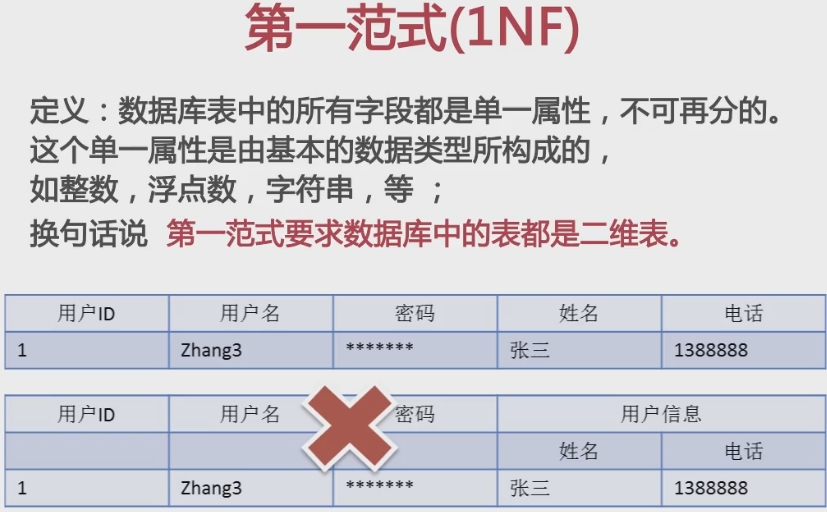 第一范式(1NF)
定义：数据库表中的所有字段都是单一属性，不可再分的。
这个单一属性是由基本的数据类型所构成的，
如整数，浮点数，字符串，等 ；
换句话说 第一范式要求数据库中的表都是二维表。
用户ID 用户名 密码 姓名 电话
1 Zhang3 ******* 张三 1388888
用户ID 用户名 密码 用户信息
姓名 电话
1 Zhang3 ******* 张三 1388888